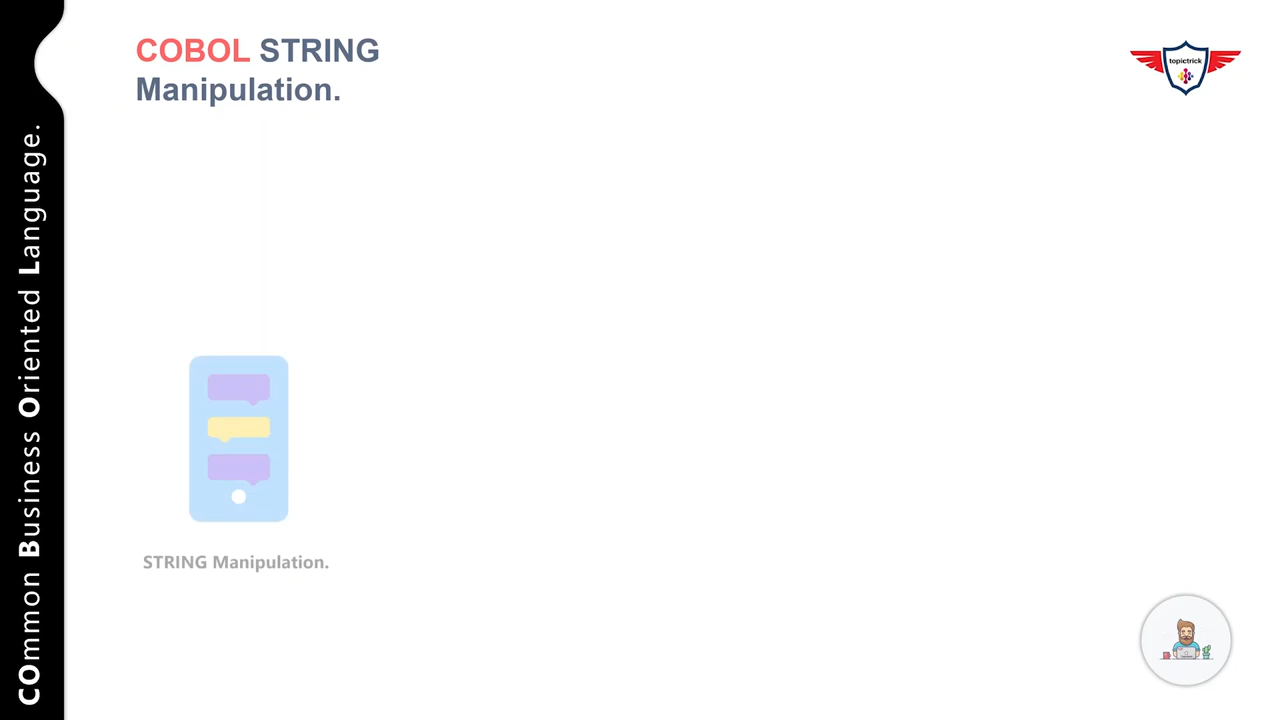 COBOL STRING
Manipulation.
topictrick
COmmon Business Oriented Language.
STRING Manipulation.